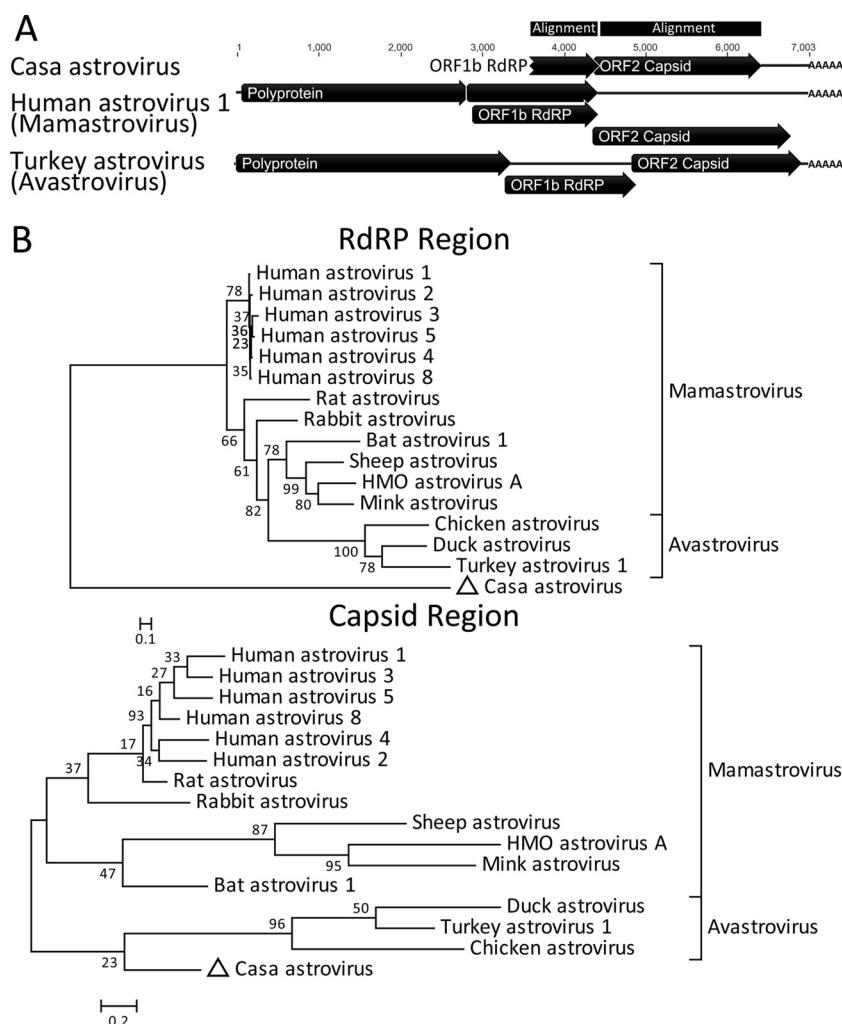 A
Alignment Alignment
1 1,000 2,000 3,000 4,000 5,000 6,000 7,003
Casa astrovirus ORF1b RdRP ORF2 Capsid AAAAA
Human astrovirus 1 Polyprotein AAAAA
(Mamastrovirus) ORF1b RdRP
ORF2 Capsid
Turkey astrovirus Polyprotein ORF2 Capsid AAAAA
(Avastrovirus) ORF1b RdRP
B
RdRP Region
Human astrovirus 1
78 Human astrovirus 2
37 Human astrovirus 3
36 Human astrovirus 5
23 Human astrovirus 4
35 Human astrovirus 8
Rat astrovirus
Mamastrovirus
Rabbit astrovirus
66
78 Bat astrovirus 1
61 Sheep astrovirus
99 HMO astrovirus A
80 Mink astrovirus
82
Chicken astrovirus
100 Duck astrovirus
Avastrovirus
78 Turkey astrovirus 1
Casa astrovirus
Capsid Region
0.1
33 Human astrovirus 1
27 Human astrovirus 3
16 Human astrovirus 5
93 Human astrovirus 8
17 Human astrovirus 4
34 Human astrovirus 2
37 Rat astrovirus
Mamastrovirus
Rabbit astrovirus
87 Sheep astrovirus
HMO astrovirus A
95 Mink astrovirus
47 Bat astrovirus 1
50 Duck astrovirus
96 Turkey astrovirus 1
Avastrovirus
Chicken astrovirus
23 Casa astrovirus
0.2